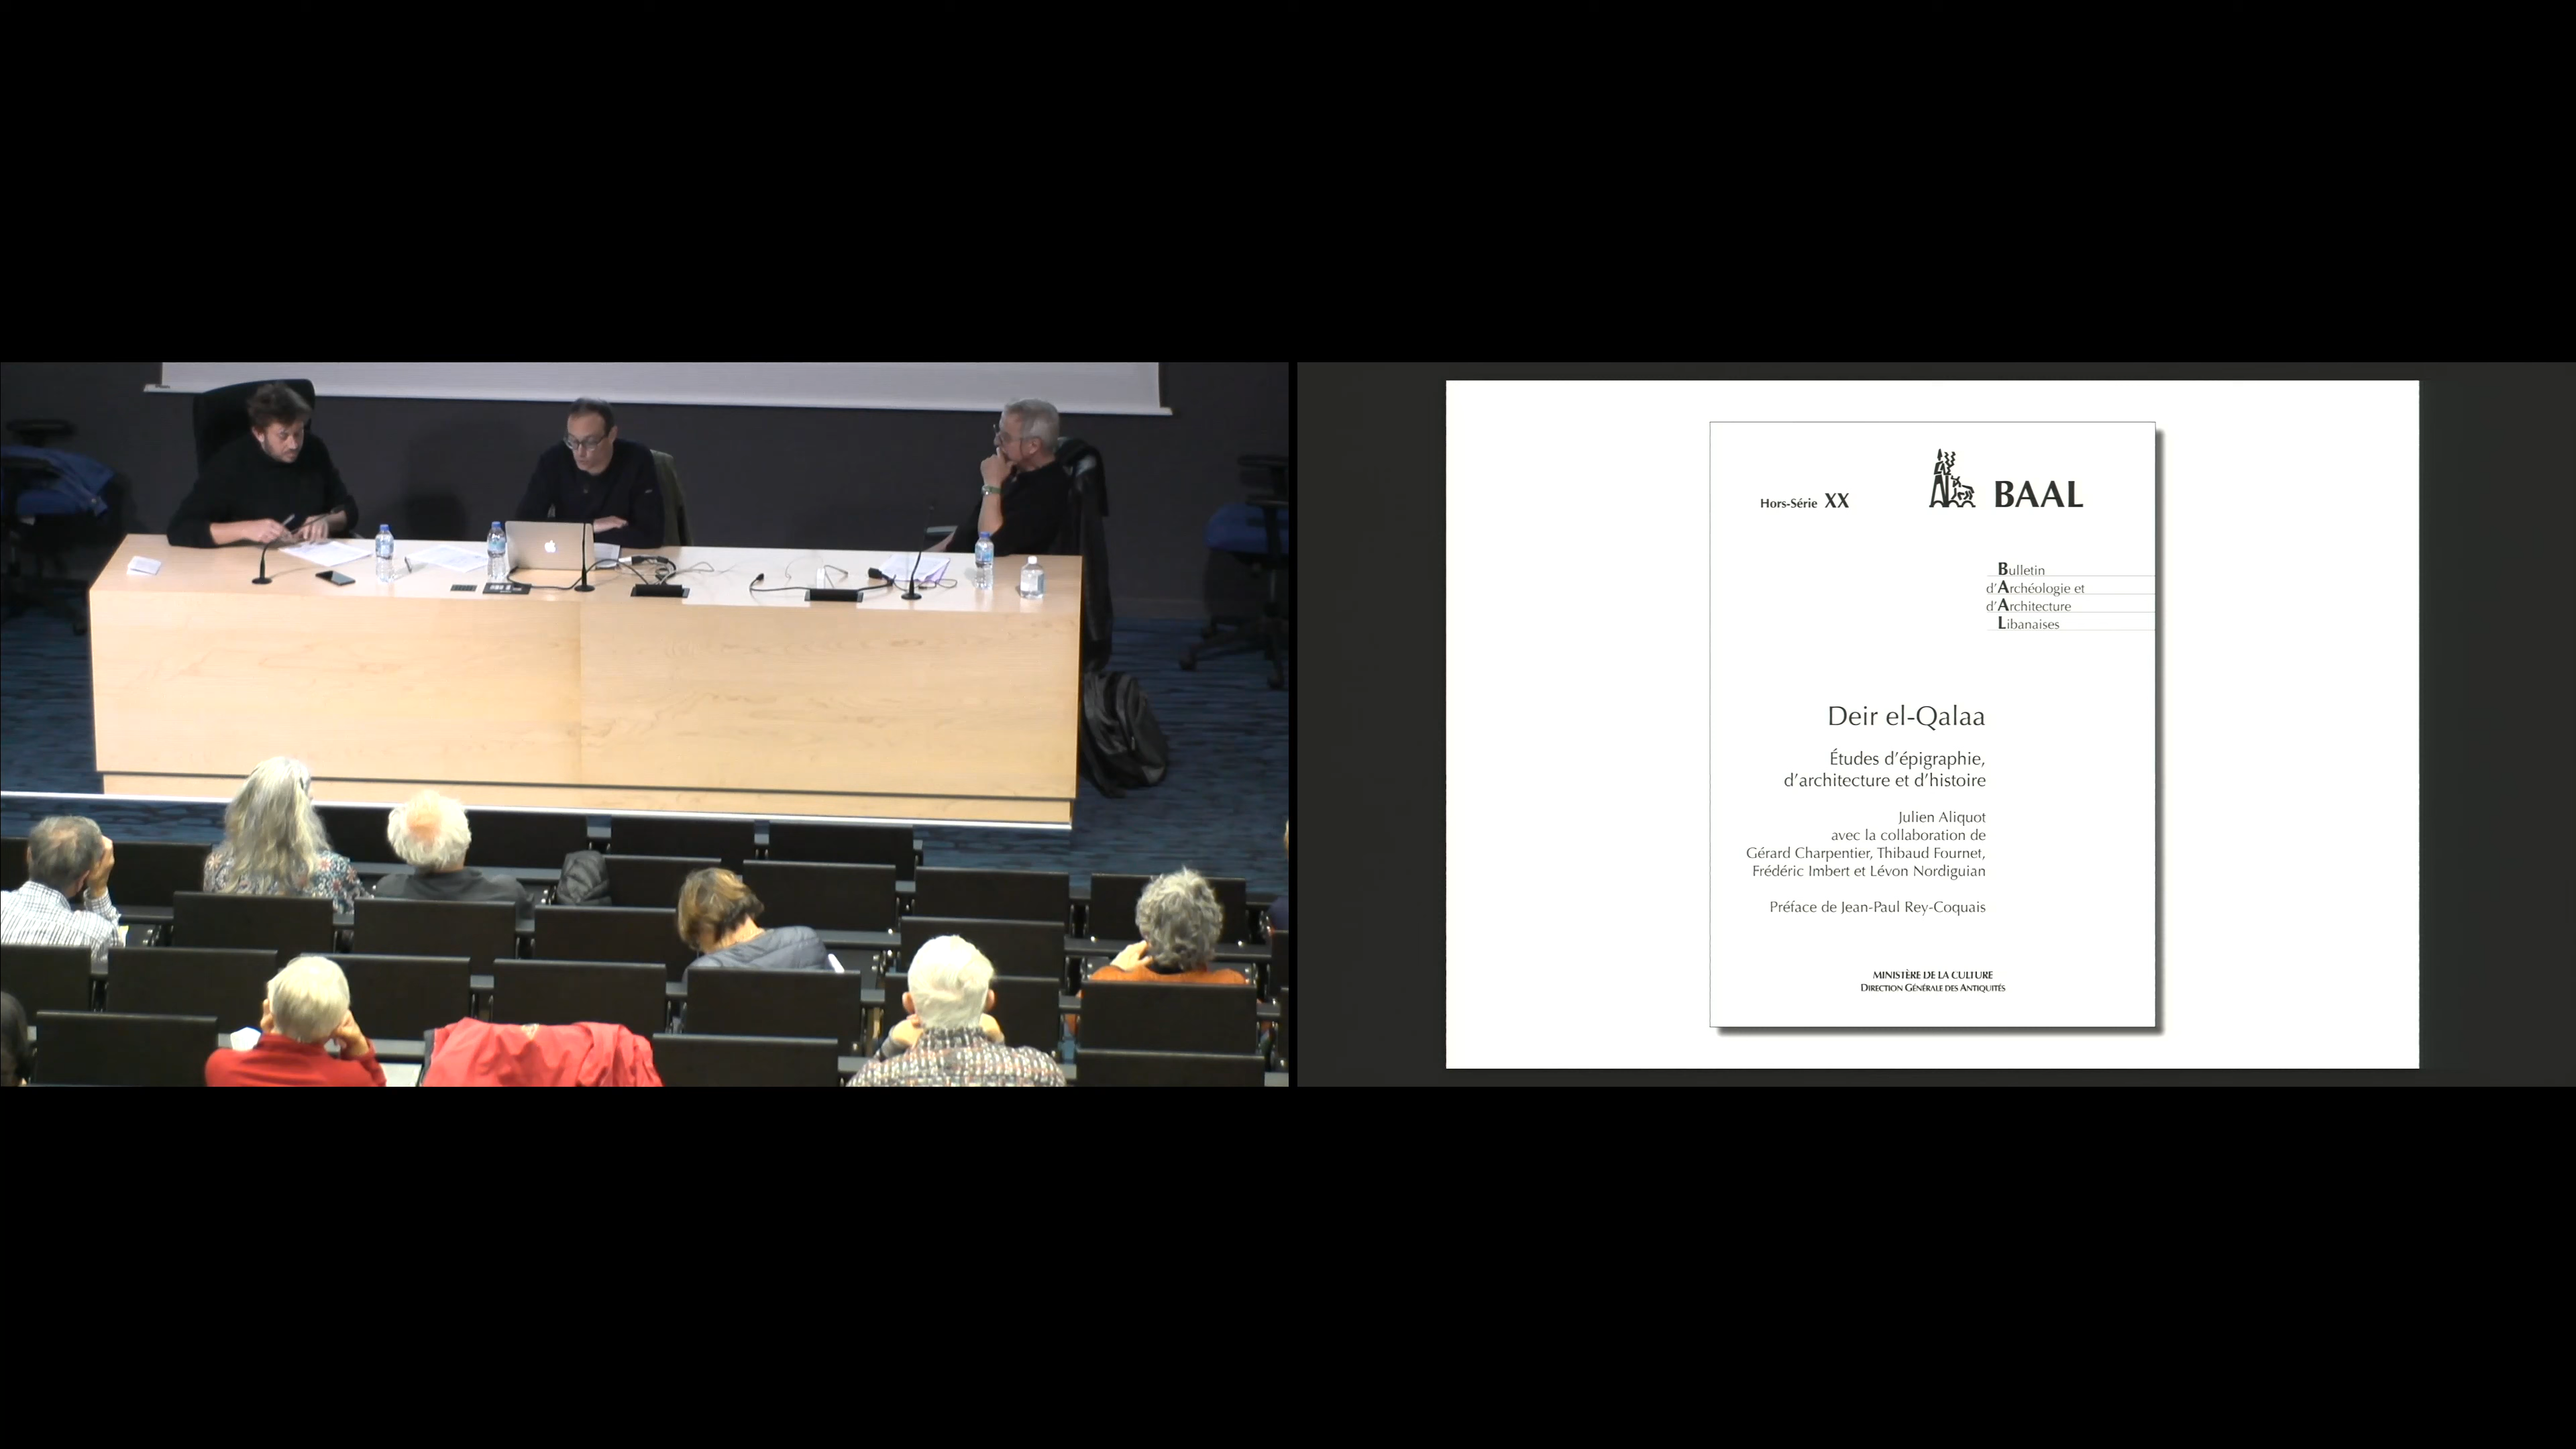 Hors-Série XX
BAAL
Bulletin
d'Archéologie et
d'Architecture
Libanaises
Deir el-Qalaa
Études d'épigraphie,
d'architecture et d'histoire
Julien Aliquot
avec la collaboration de
Gérard Charpentier, Thibaud Fournet,
Frédéric Imbert et Lévon Nordiguian
Préface de Jean-Paul Rey-Coquais
MINISTÈRE DE LA CULTURE
DIRECTION GÉNÉRALE DES ANTIQUITÉS